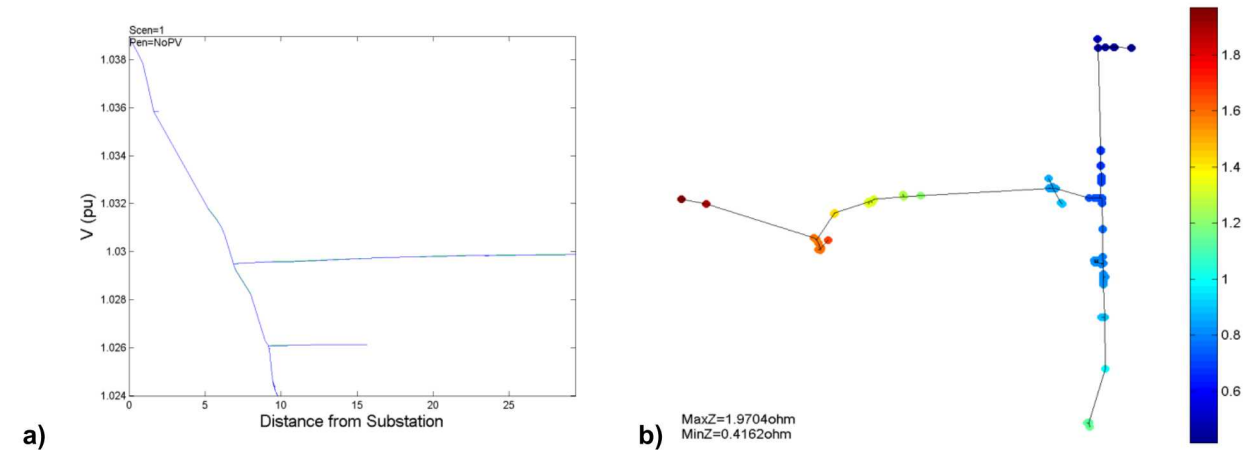 Scen=1
Pen=NoPV
1.038
1.036
1.034
1.032
1.03
1.028
1.026
1.024
V (pu)
0 5 10 15 20 25
Distance from Substation
a)
1.8
1.6
1.4
1.2
1
0.8
0.6
MaxZ=1.9704ohm
MinZ=0.4162ohm
b)